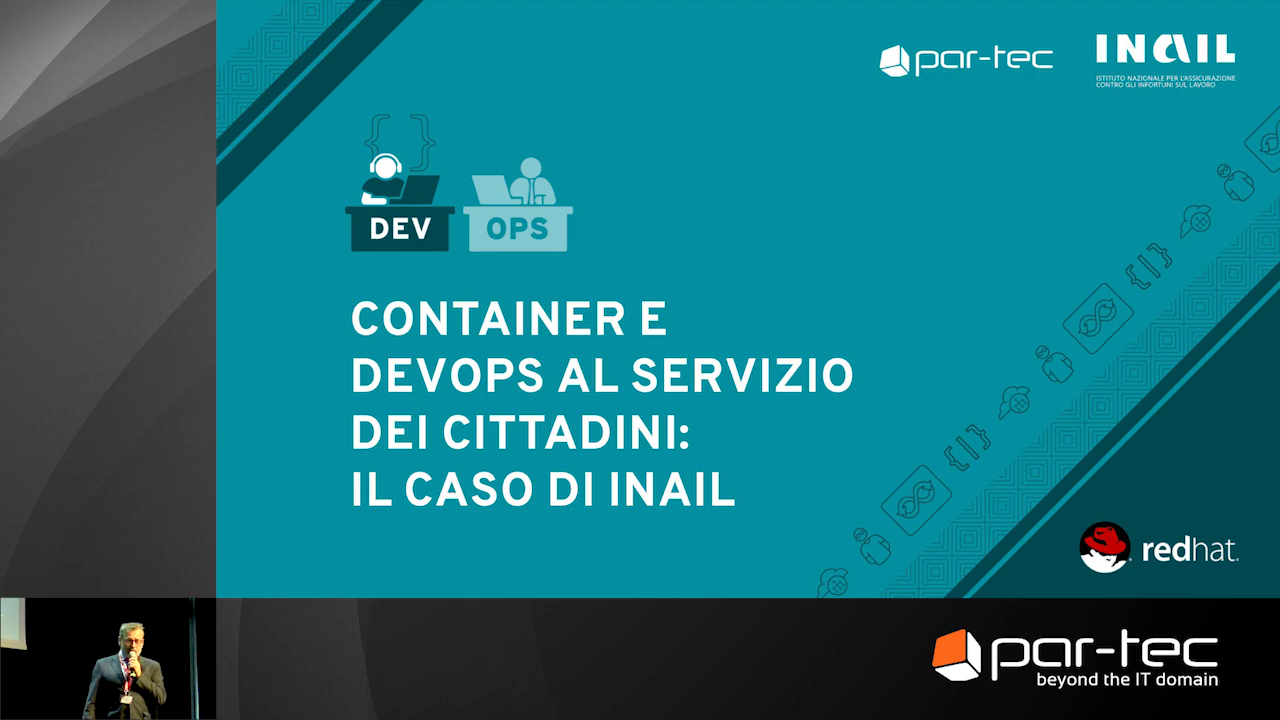 par-tec
INAIL
ISTITUTO NAZIONALE PER L'ASSICURAZIONE
CONTRO GLI INFORTUNI SUL LAVORO
DEV
OPS
CONTAINER E
DEVOPS AL SERVIZIO
DEI CITTADINI:
IL CASO DI INAIL
redhat.
par-tec
beyond the IT domain